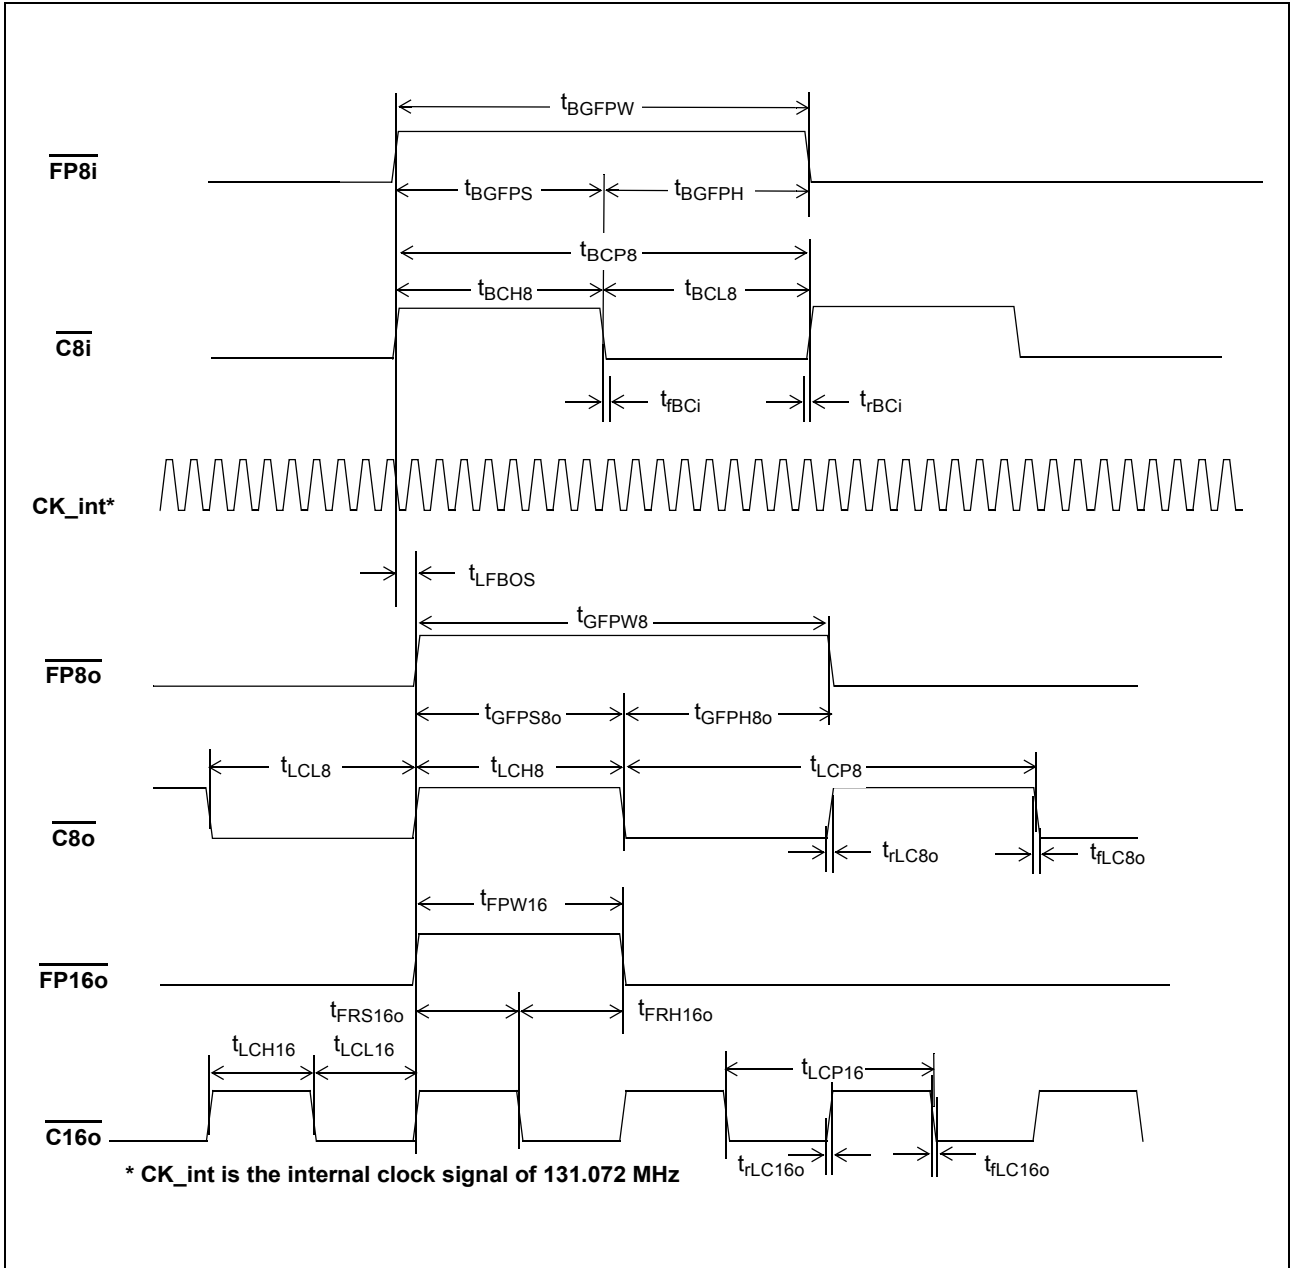 tBGFPW
FP8i
tBGFPS tBGFPH
tBCP8
tBCH8 tBCL8
C8i
tfBCi trBCi
CK_int*
tLFBOS
tGFPW8
FP8o
tGFPS8o tGFPH8o
tLCL8 tLCH8 tLCP8
C8o
trLC8o tfLC8o
tFPW16
FP16o
tFRS16o tFRH16o
tLCH16 tLCL16 tLCP16
C16o
trLC16o tfLC16o
* CK_int is the internal clock signal of 131.072 MHz